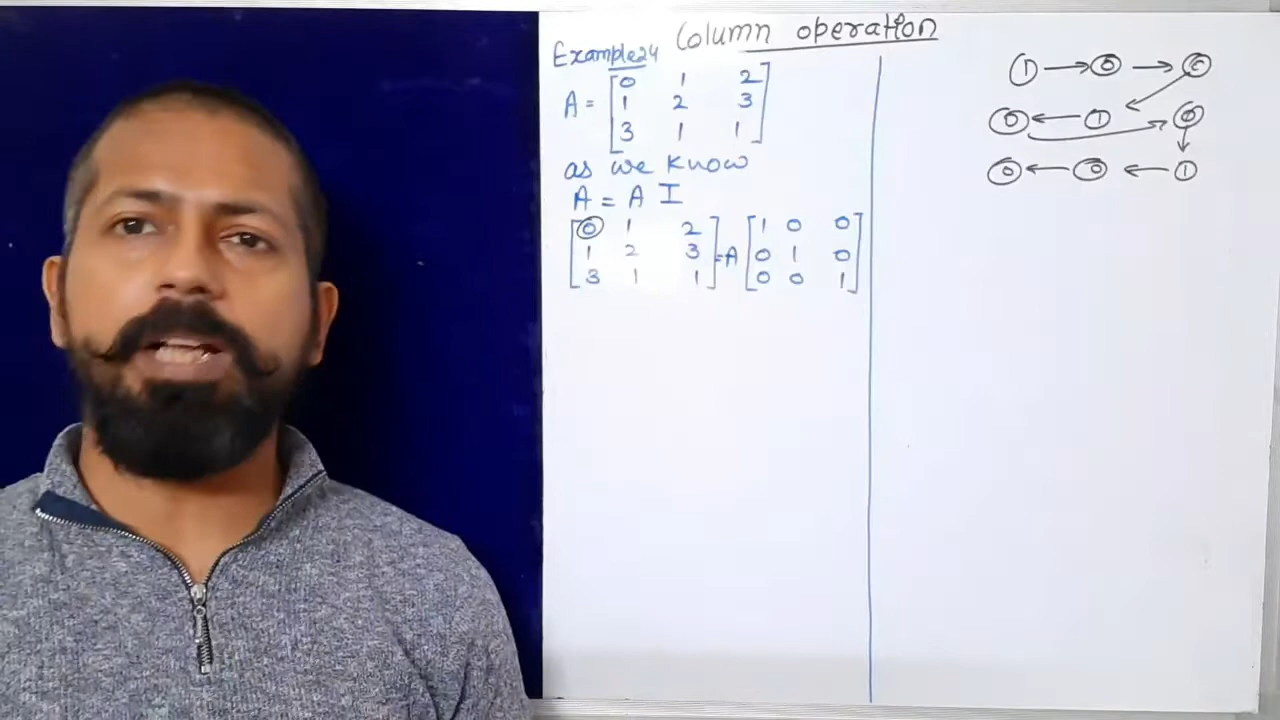 Column operation
Example 24
A = [0 1 2
1 2 3
3 1 1]
as we know
A = A I
[0 1 2
1 2 3
3 1 1] = A [1 0 0
0 1 0
0 0 1]
1 → 0 → 0
0 ← 1 0
0 ← 0 ← 1